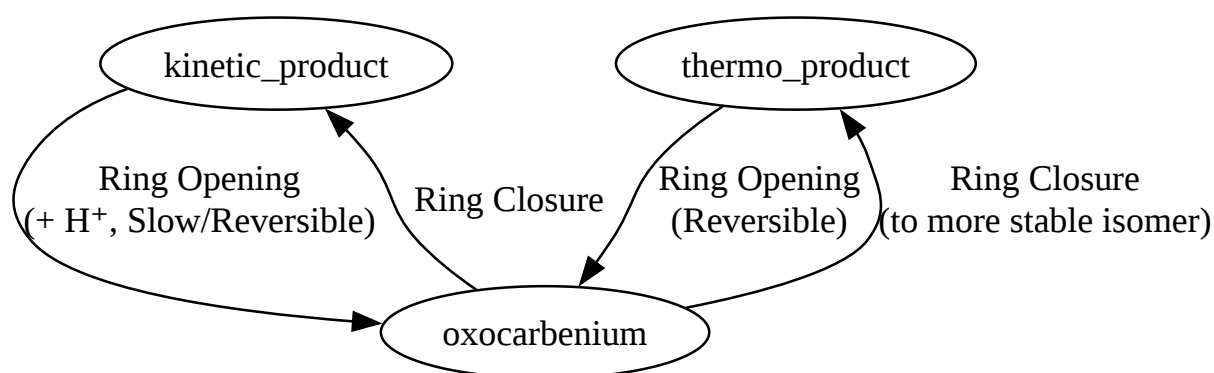 kinetic_product
thermo_product
Ring Opening
(+ H⁺, Slow/Reversible)
Ring Closure
Ring Opening
(Reversible)
Ring Closure
(to more stable isomer)
oxocarbenium